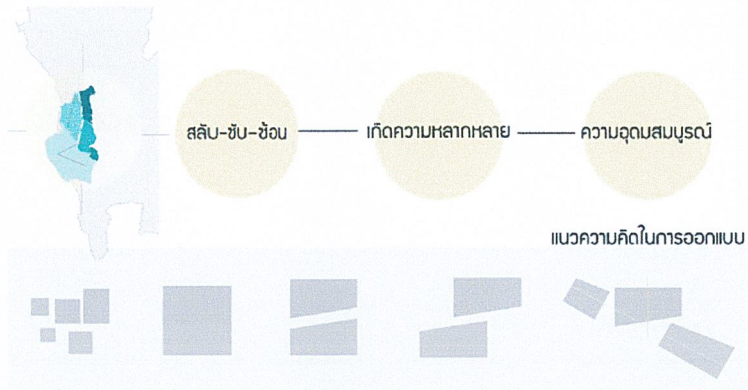 สลับ-ซับ-ซ้อน เกิดความหลากหลาย ความอุดมสมบูรณ์
แนวความคิดในการออกแบบ